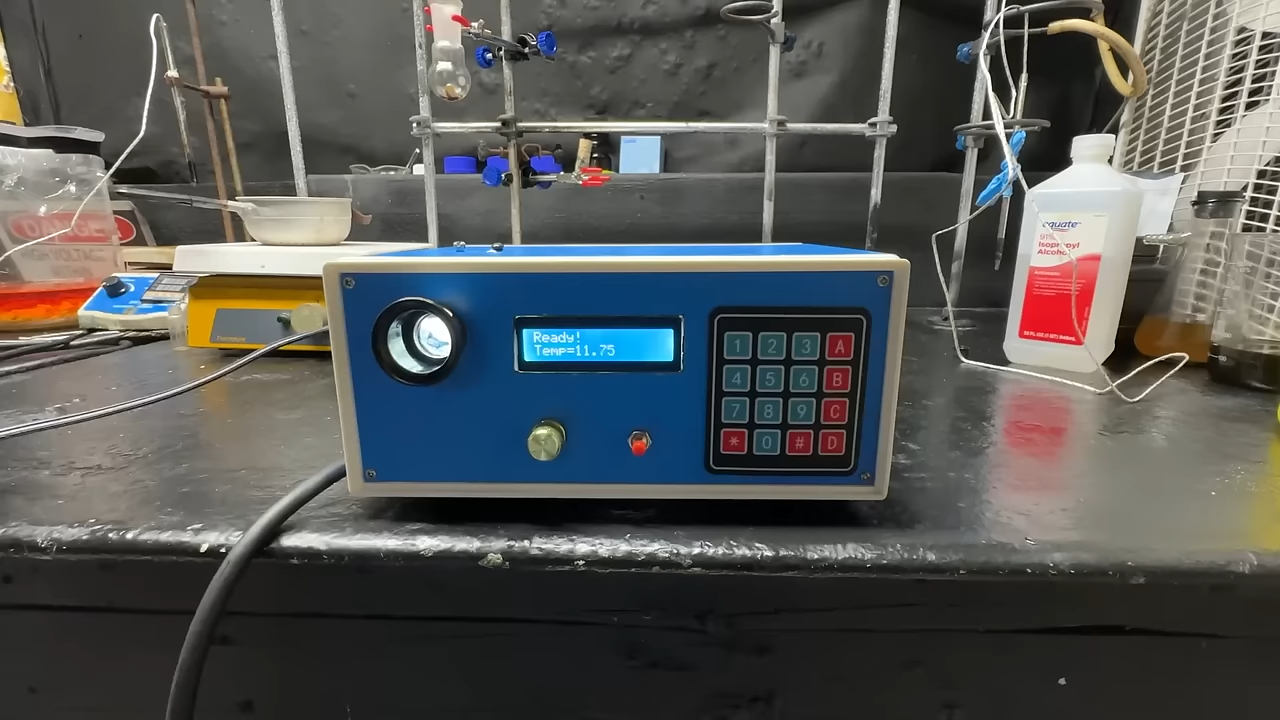 DANGER
HIGH VOLTAGE
Ready!
Temp=11.75
1 2 3 A
4 5 6 B
7 8 9 C
* 0 # D
equate
91%
Isopropyl
Alcohol